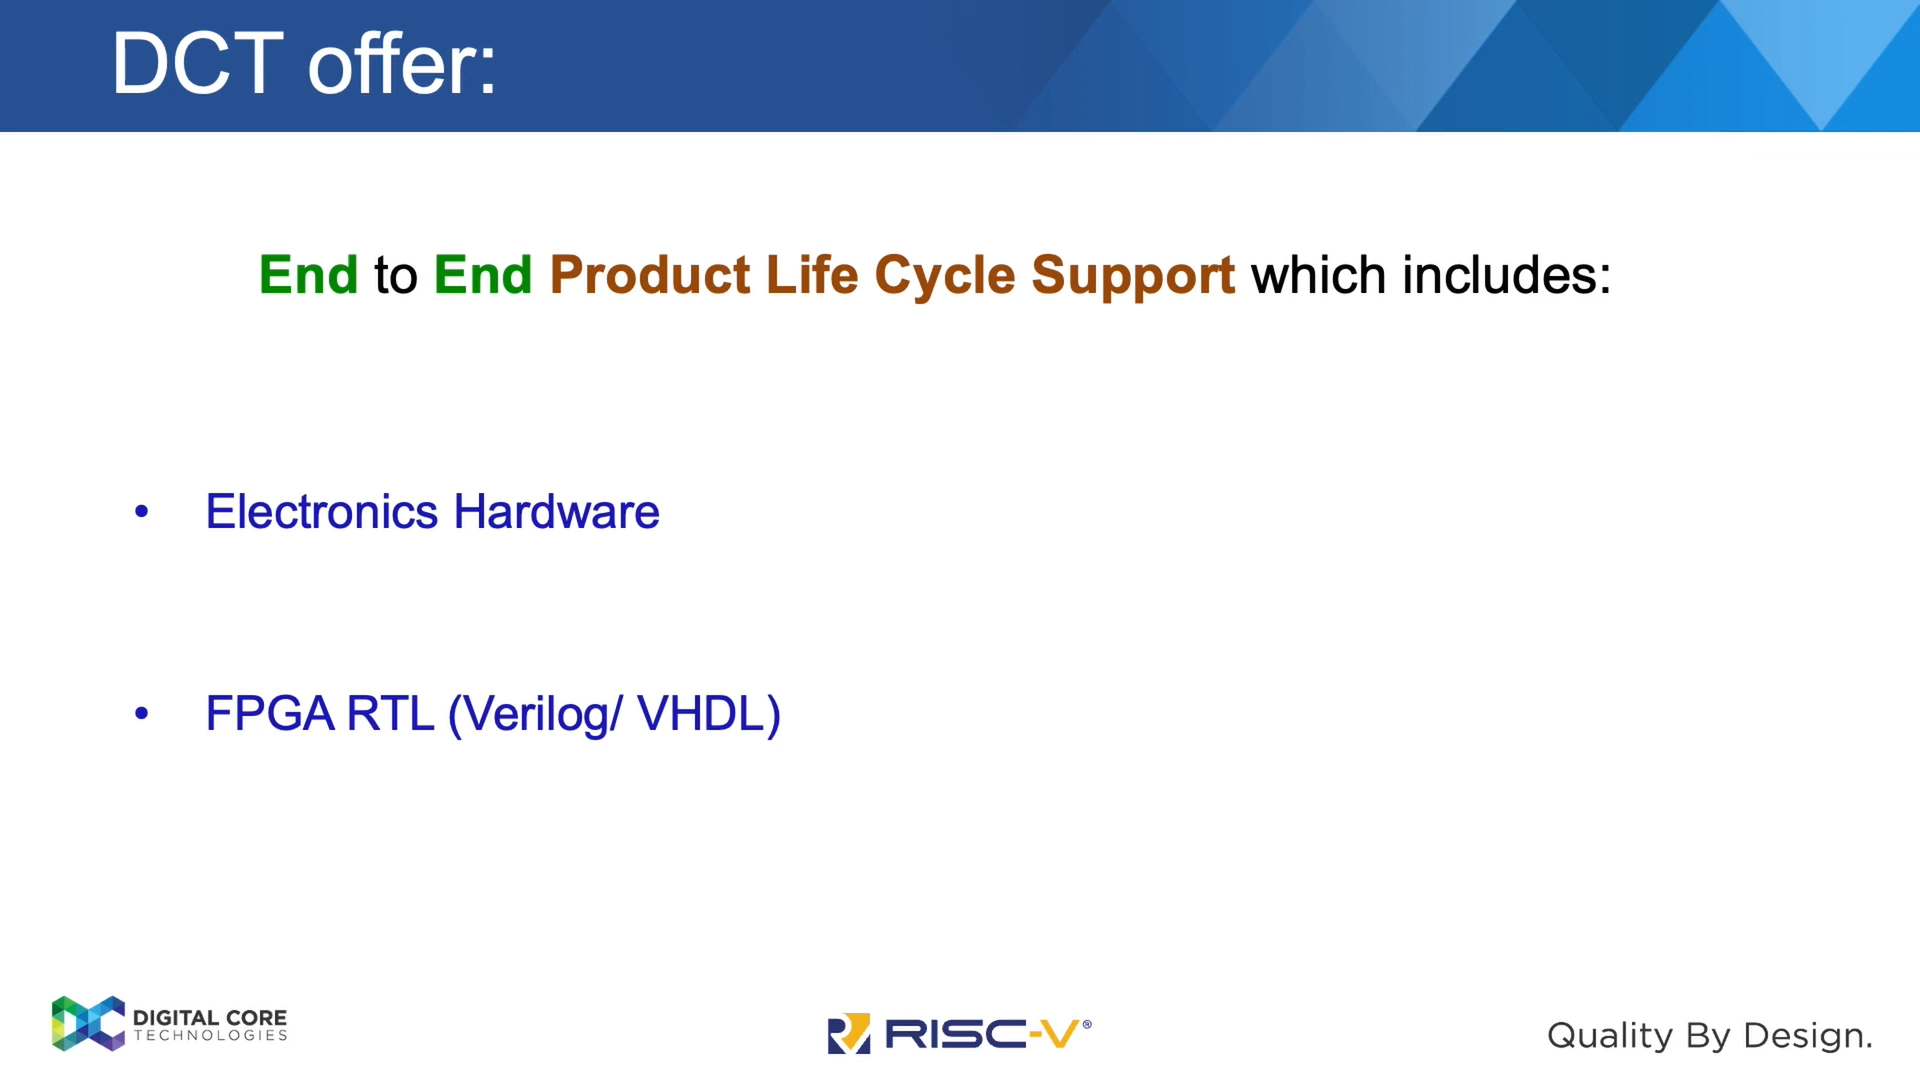 DCT offer:
End to End Product Life Cycle Support which includes:
• Electronics Hardware
• FPGA RTL (Verilog/ VHDL)
DIGITAL CORE
TECHNOLOGIES
RISC-V®
Quality By Design.